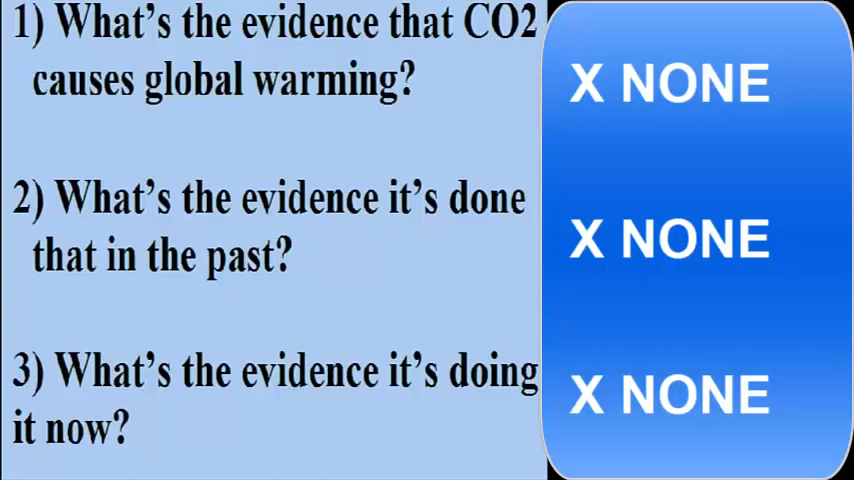 1) What's the evidence that CO2
causes global warming?
X NONE
2) What's the evidence it's done
that in the past?
X NONE
3) What's the evidence it's doing
it now?
X NONE